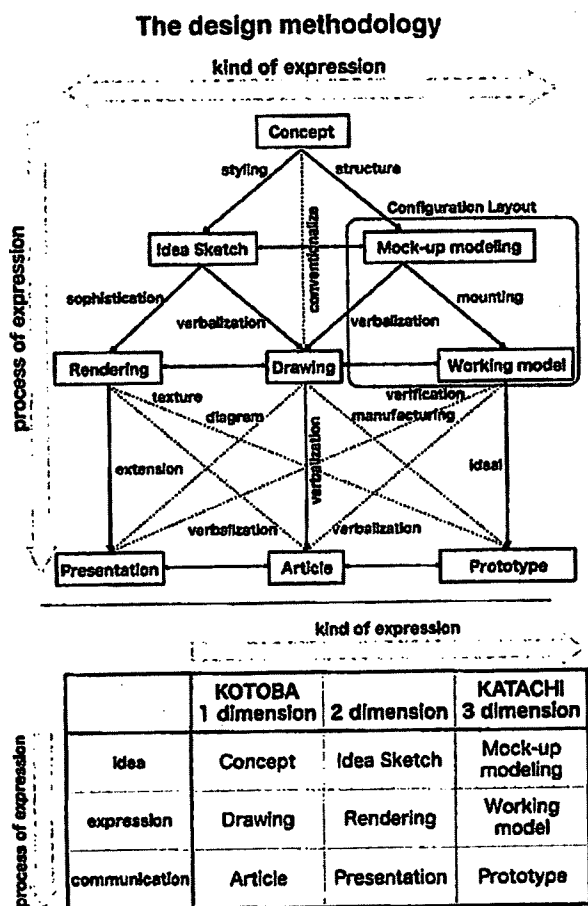 The design methodology
kind of expression
process of expression
Concept
styling
structure
conventionalize
Configuration Layout
Idea Sketch
Mock-up modeling
sophistication
verbalization
verbalization
mounting
Rendering
Drawing
Working model
texture
diagram
verbalization
manufacturing
verification
extension
ideal
verbalization
verbalization
Presentation
Article
Prototype
kind of expression
process of expression
KOTOBA
1 dimension
2 dimension
KATACHI
3 dimension
idea
Concept
Idea Sketch
Mock-up
modeling
expression
Drawing
Rendering
Working
model
communication
Article
Presentation
Prototype